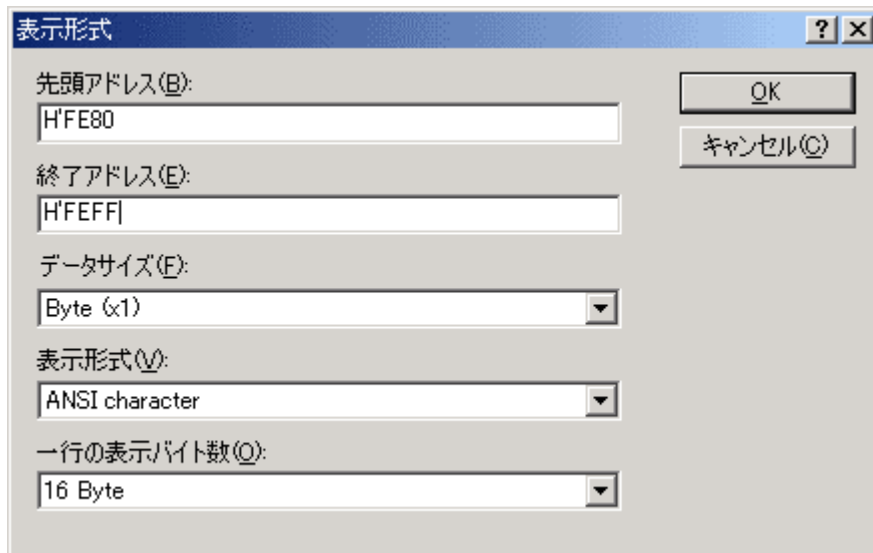 表示形式
先頭アドレス(B):
H'FE80
終了アドレス(E):
H'FEFF
データサイズ(F):
Byte (x1)
表示形式(V):
ANSI character
一行の表示バイト数(O):
16 Byte
OK
キャンセル(C)